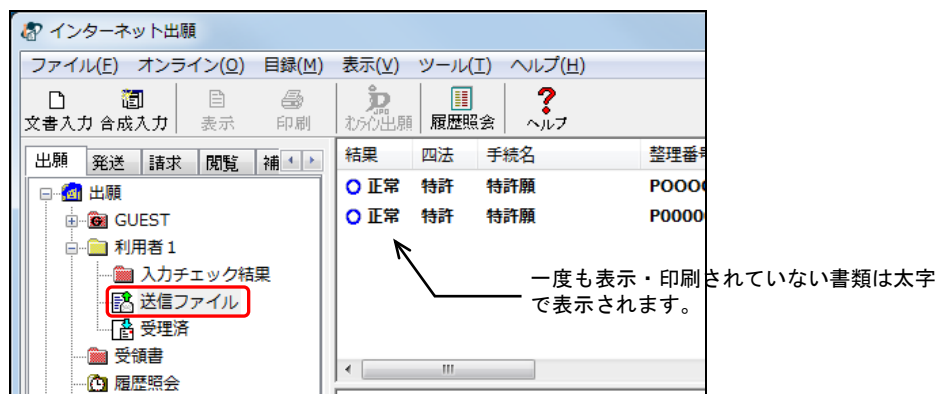 インターネット出願
ファイル(F) オンライン(O) 目録(M) 表示(V) ツール(T) ヘルプ(H)
文書入力 合成入力 表示 印刷 オンライン出願 履歴照会 ヘルプ
出願 発送 請求 閲覧 補
結果 四法 手続名 整理番号
出願
正常 特許 特許願 P0000
GUEST
正常 特許 特許願 P0000
利用者1
入力チェック結果
一度も表示・印刷されていない書類は太字
送信ファイル
で表示されます。
受理済
受領書
履歴照会